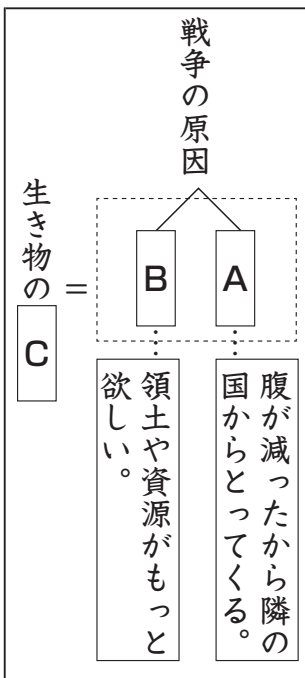 戦争の原因
A
腹が減ったから隣の
国からとってくる。
B
領土や資源がもっと
欲しい。
=
生き物の C